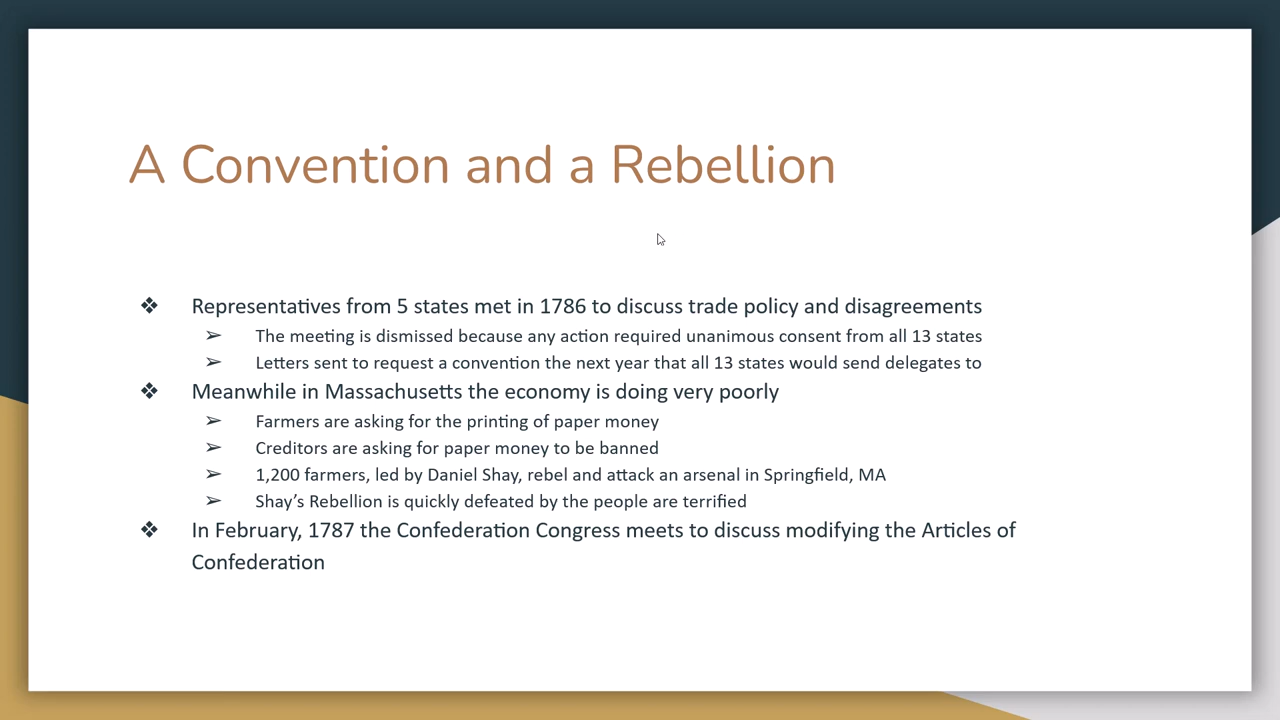 A Convention and a Rebellion
❖ Representatives from 5 states met in 1786 to discuss trade policy and disagreements
➢ The meeting is dismissed because any action required unanimous consent from all 13 states
➢ Letters sent to request a convention the next year that all 13 states would send delegates to
❖ Meanwhile in Massachusetts the economy is doing very poorly
➢ Farmers are asking for the printing of paper money
➢ Creditors are asking for paper money to be banned
➢ 1,200 farmers, led by Daniel Shay, rebel and attack an arsenal in Springfield, MA
➢ Shay’s Rebellion is quickly defeated by the people are terrified
❖ In February, 1787 the Confederation Congress meets to discuss modifying the Articles of
Confederation